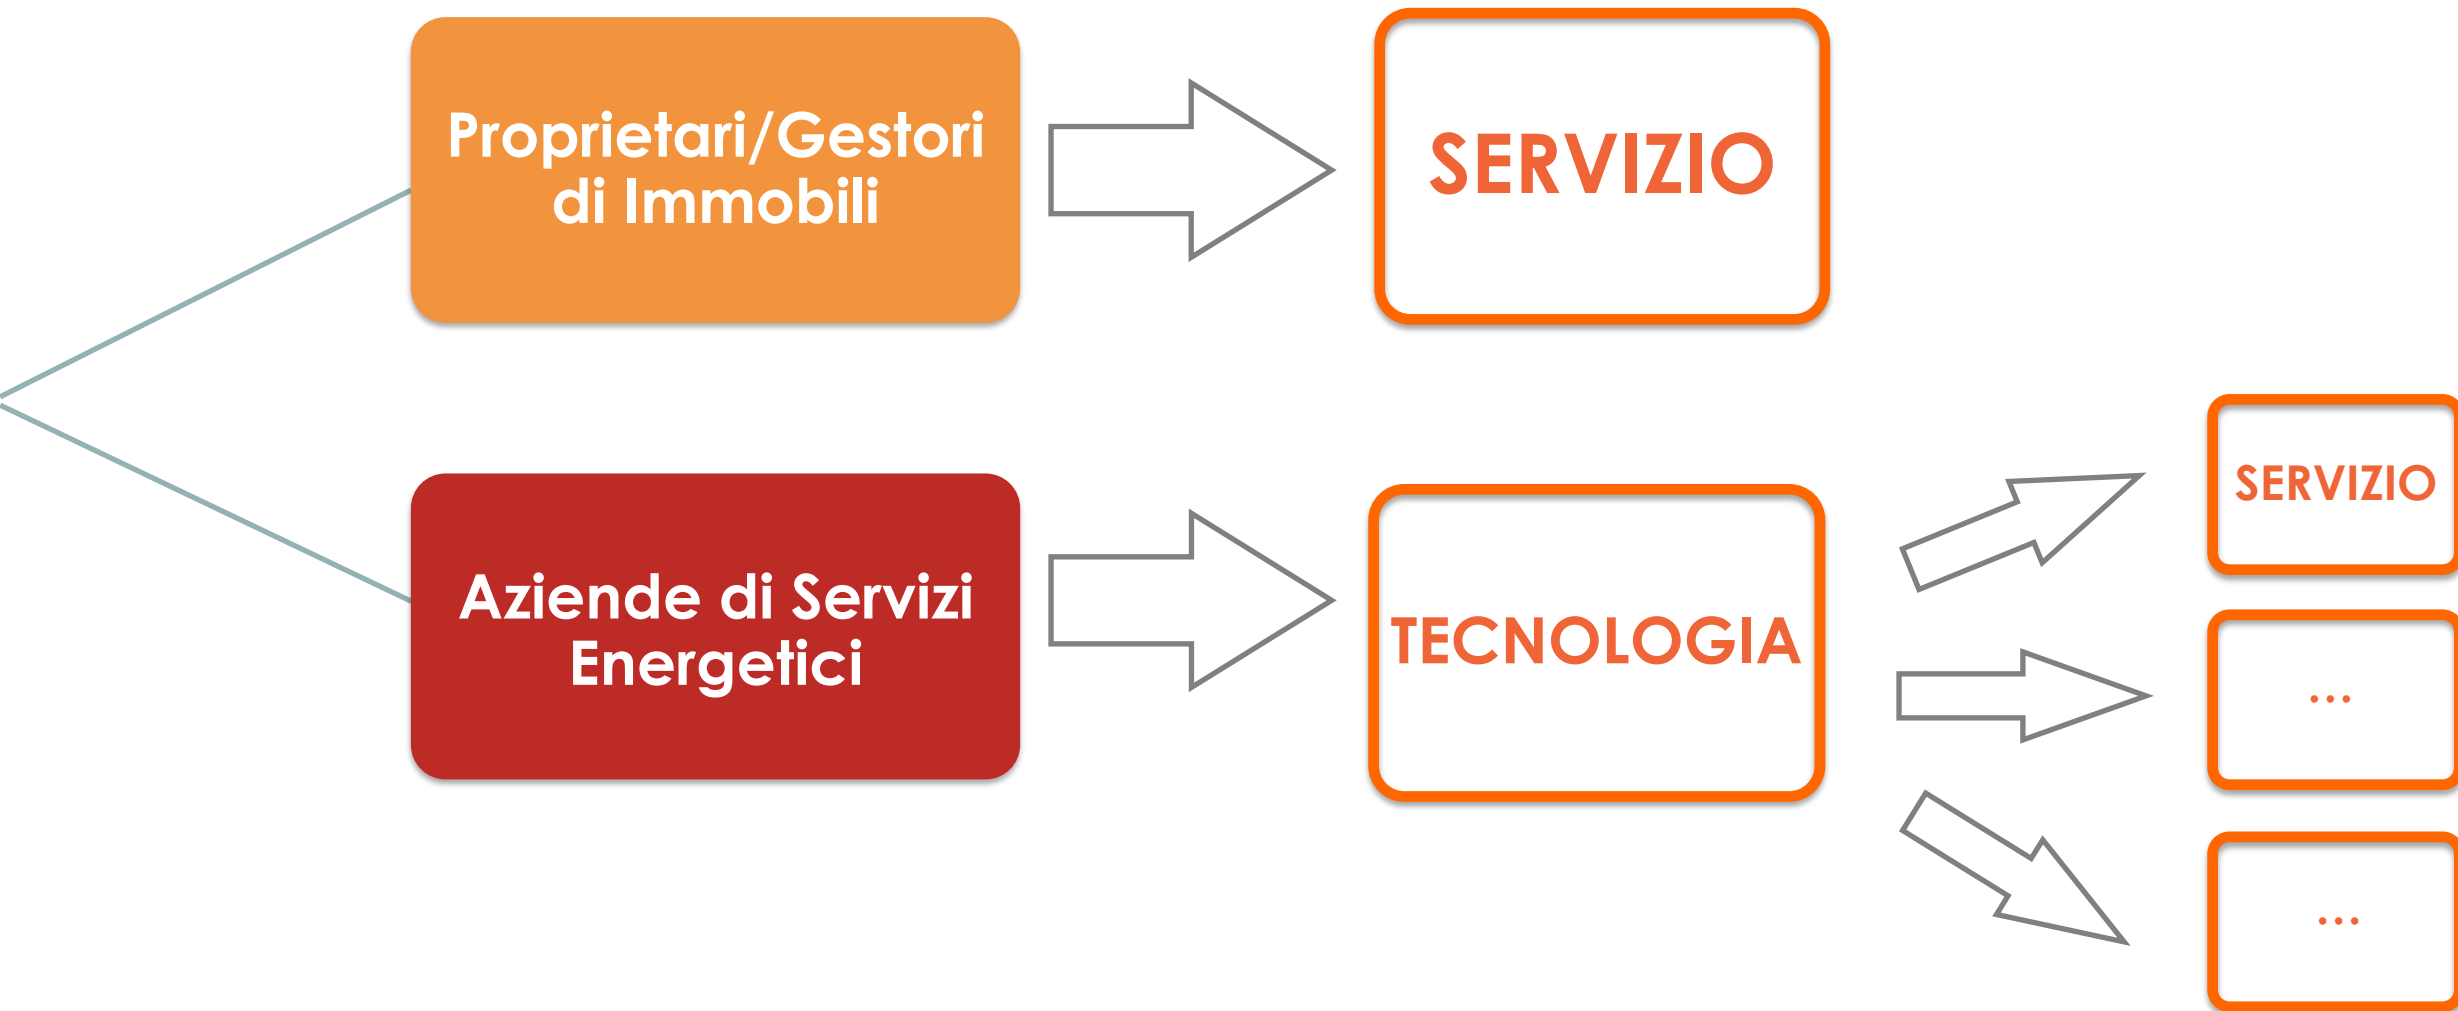 Proprietari/Gestori
di Immobili
SERVIZIO
Aziende di Servizi
Energetici
TECNOLOGIA
SERVIZIO
...
...